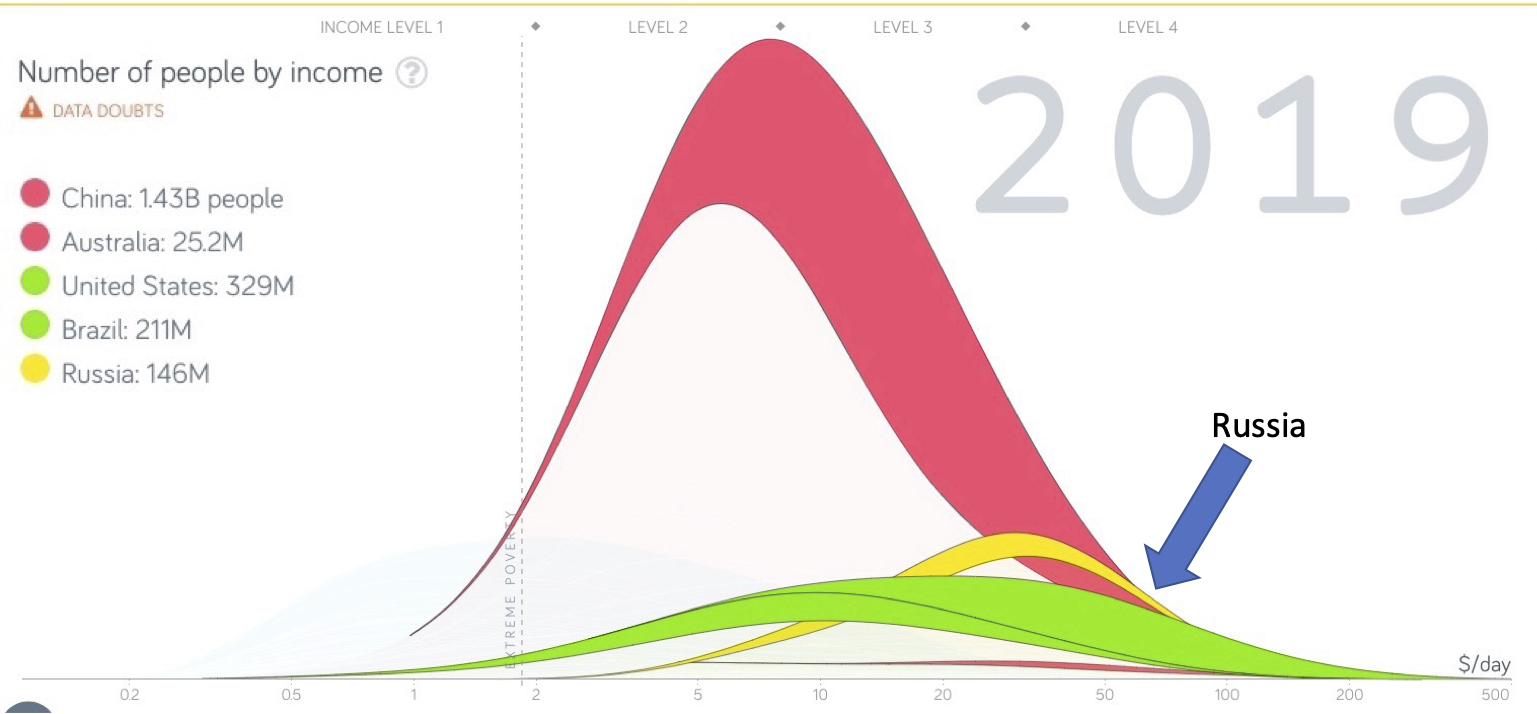 INCOME LEVEL 1 ◆ LEVEL 2 ◆ LEVEL 3 ◆ LEVEL 4
Number of people by income ?
DATA DOUBTS
2019
China: 1.43B people
Australia: 25.2M
United States: 329M
Brazil: 211M
Russia: 146M
Russia
EXTREME POVERTY
$/day
0.2 0.5 1 2 5 10 20 50 100 200 500